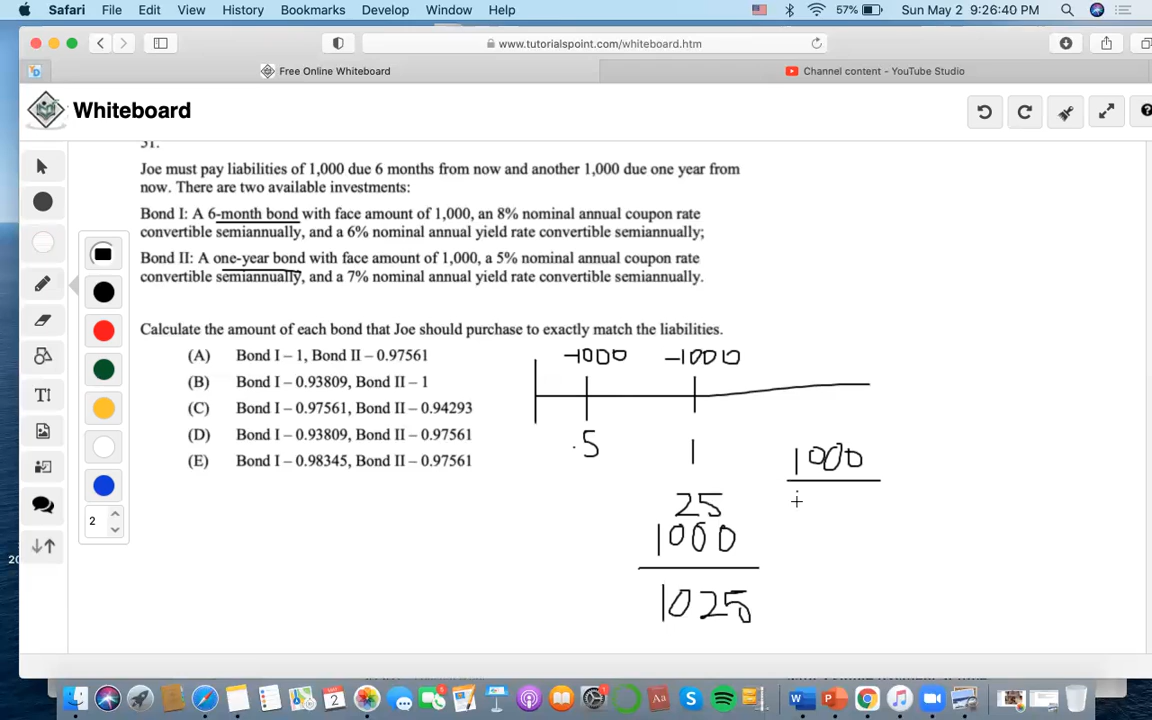 Safari File Edit View History Bookmarks Develop Window Help 57% Sun May 2 9:26:40 PM
www.tutorialspoint.com/whiteboard.htm
Free Online Whiteboard Channel content - YouTube Studio
Whiteboard
51.
Joe must pay liabilities of 1,000 due 6 months from now and another 1,000 due one year from
now. There are two available investments:
Bond I: A 6-month bond with face amount of 1,000, an 8% nominal annual coupon rate
convertible semiannually, and a 6% nominal annual yield rate convertible semiannually;
Bond II: A one-year bond with face amount of 1,000, a 5% nominal annual coupon rate
convertible semiannually, and a 7% nominal annual yield rate convertible semiannually.
Calculate the amount of each bond that Joe should purchase to exactly match the liabilities.
(A) Bond I – 1, Bond II – 0.97561
(B) Bond I – 0.93809, Bond II – 1
(C) Bond I – 0.97561, Bond II – 0.94293
(D) Bond I – 0.93809, Bond II – 0.97561
(E) Bond I – 0.98345, Bond II – 0.97561
-1000 -1000
.5 1
1000
25
1000
1025
2
20